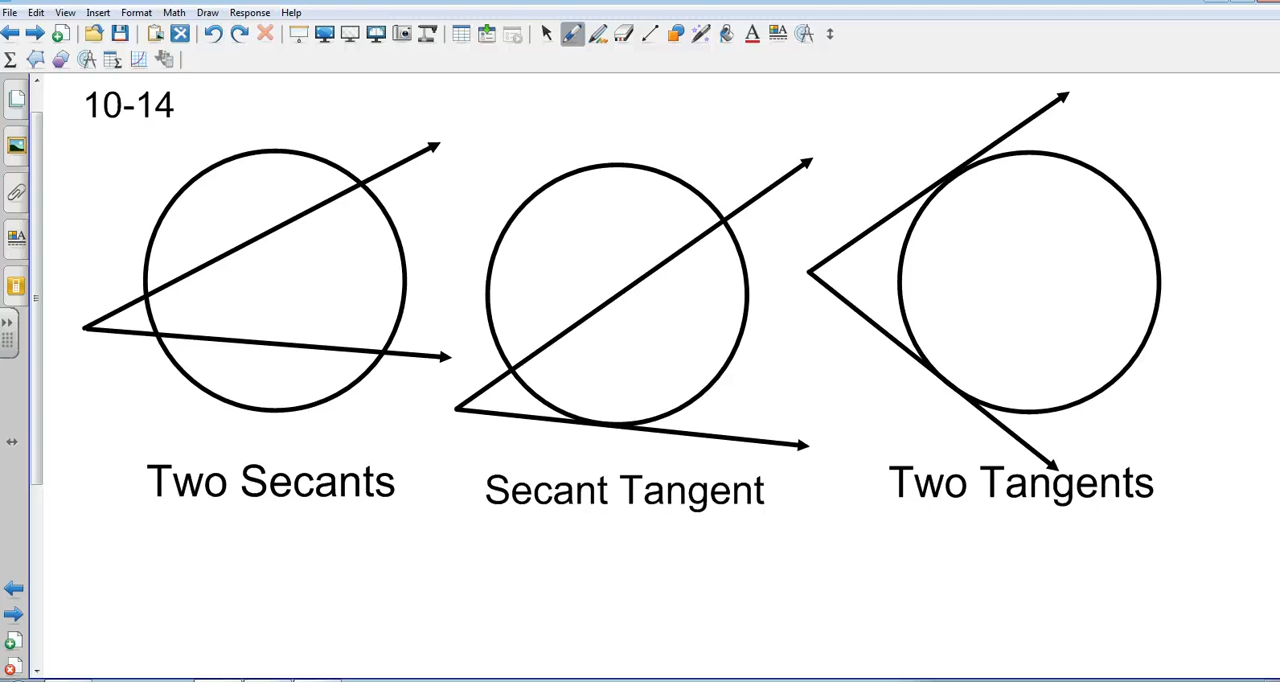 File Edit View Insert Format Math Draw Response Help
10-14
Two Secants
Secant Tangent
Two Tangents